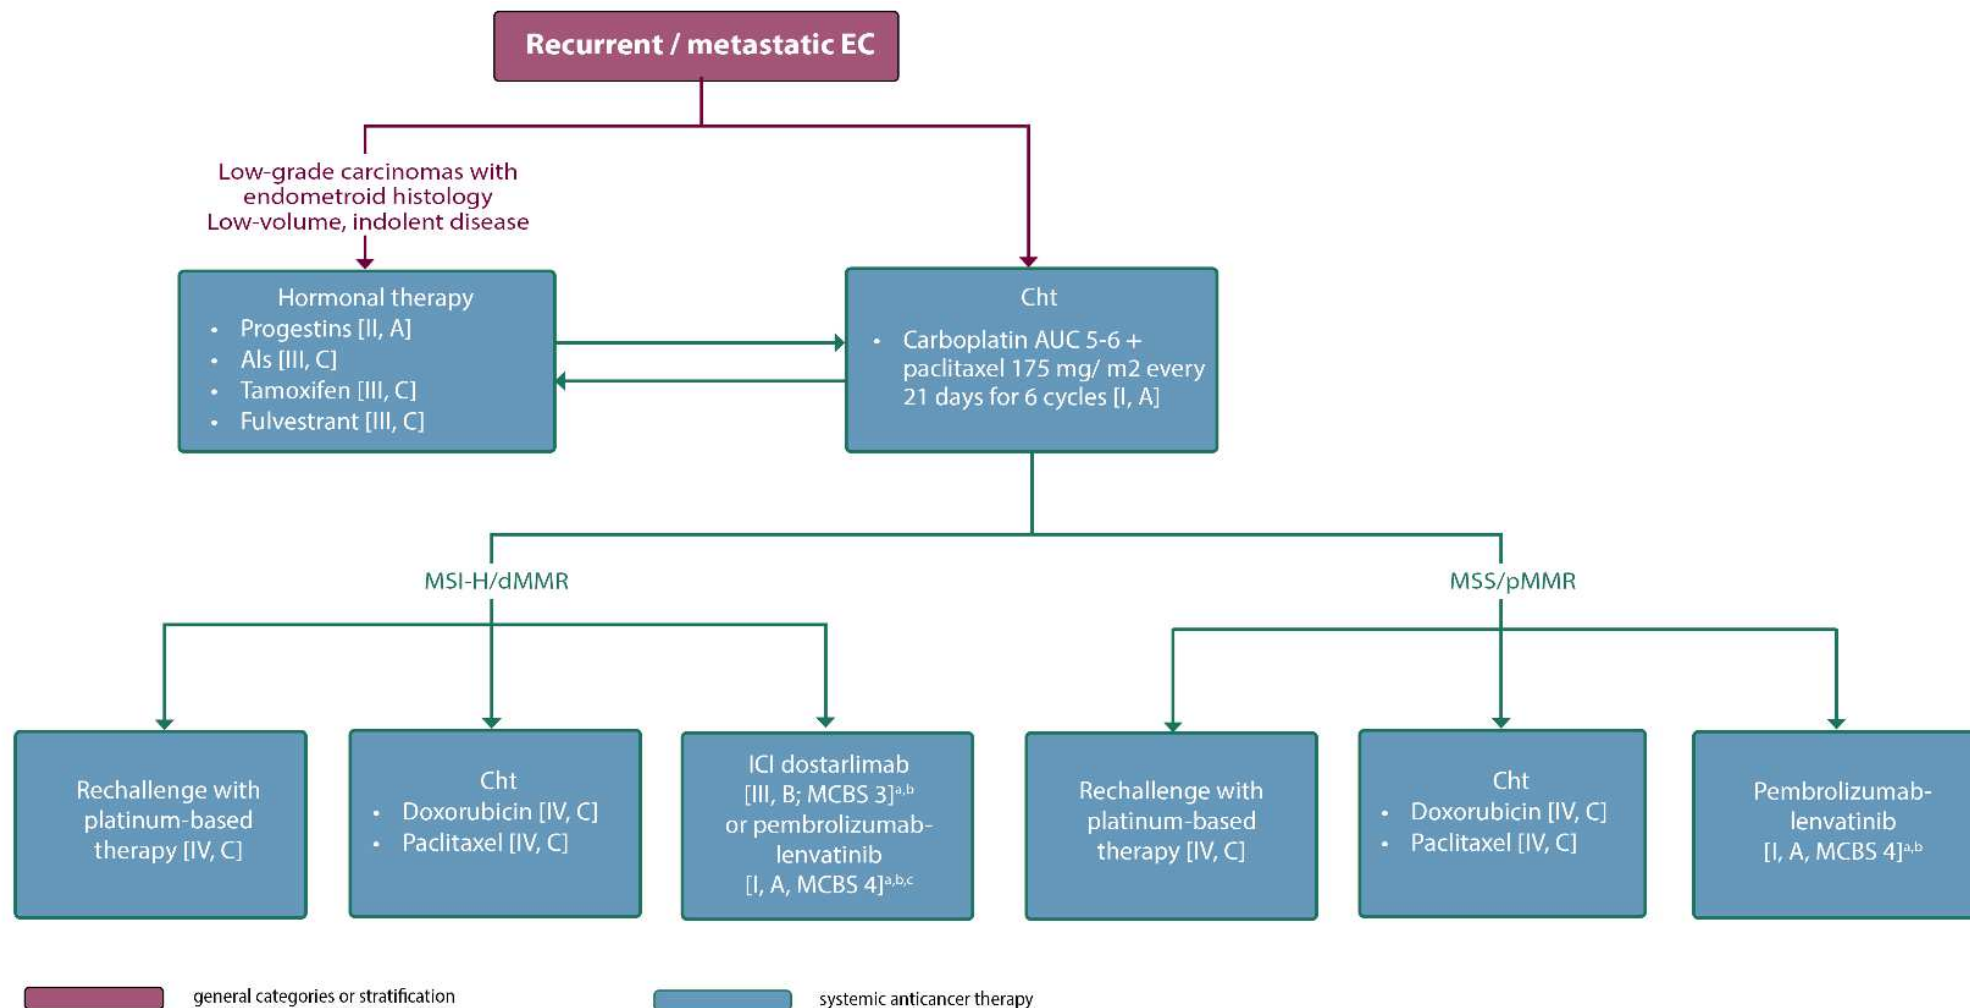 Recurrent / metastatic EC
Low-grade carcinomas with
endometroid histology
Low-volume, indolent disease
Hormonal therapy
• Progestins [II, A]
• AIs [III, C]
• Tamoxifen [III, C]
• Fulvestrant [III, C]
Cht
• Carboplatin AUC 5-6 +
paclitaxel 175 mg/ m2 every
21 days for 6 cycles [I, A]
MSI-H/dMMR
MSS/pMMR
Rechallenge with
platinum-based
therapy [IV, C]
Cht
• Doxorubicin [IV, C]
• Paclitaxel [IV, C]
ICI dostarlimab
[III, B; MCBS 3]a,b
or pembrolizumab-
lenvatinib
[I, A, MCBS 4]a,b,c
Rechallenge with
platinum-based
therapy [IV, C]
Cht
• Doxorubicin [IV, C]
• Paclitaxel [IV, C]
Pembrolizumab-
lenvatinib
[I, A, MCBS 4]a,b
general categories or stratification
systemic anticancer therapy